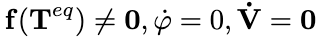 f(T^{eq}) ≠ 0, φ̇ = 0, V̇ = 0